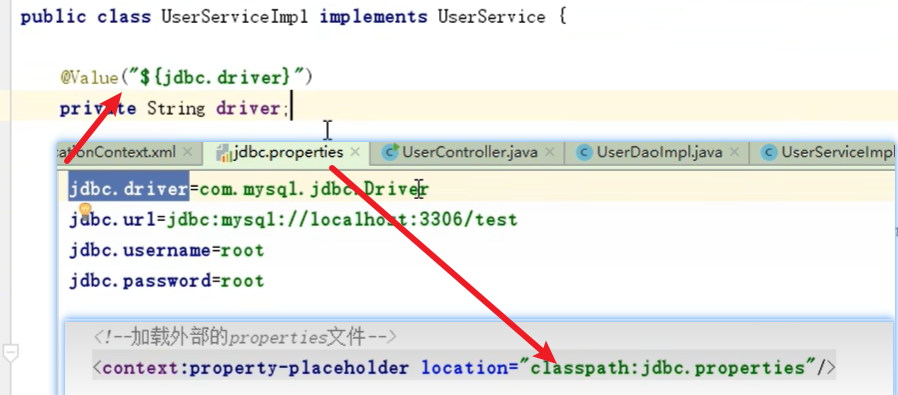 public class UserServiceImpl implements UserService {
@Value("${jdbc.driver}")
private String driver;
ationContext.xml × jdbc.properties × UserController.java × UserDaoImpl.java × UserServiceImpl
jdbc.driver=com.mysql.jdbc.Driver
jdbc.url=jdbc:mysql://localhost:3306/test
jdbc.username=root
jdbc.password=root
<!--加载外部的properties文件-->
<context:property-placeholder location="classpath:jdbc.properties"/>